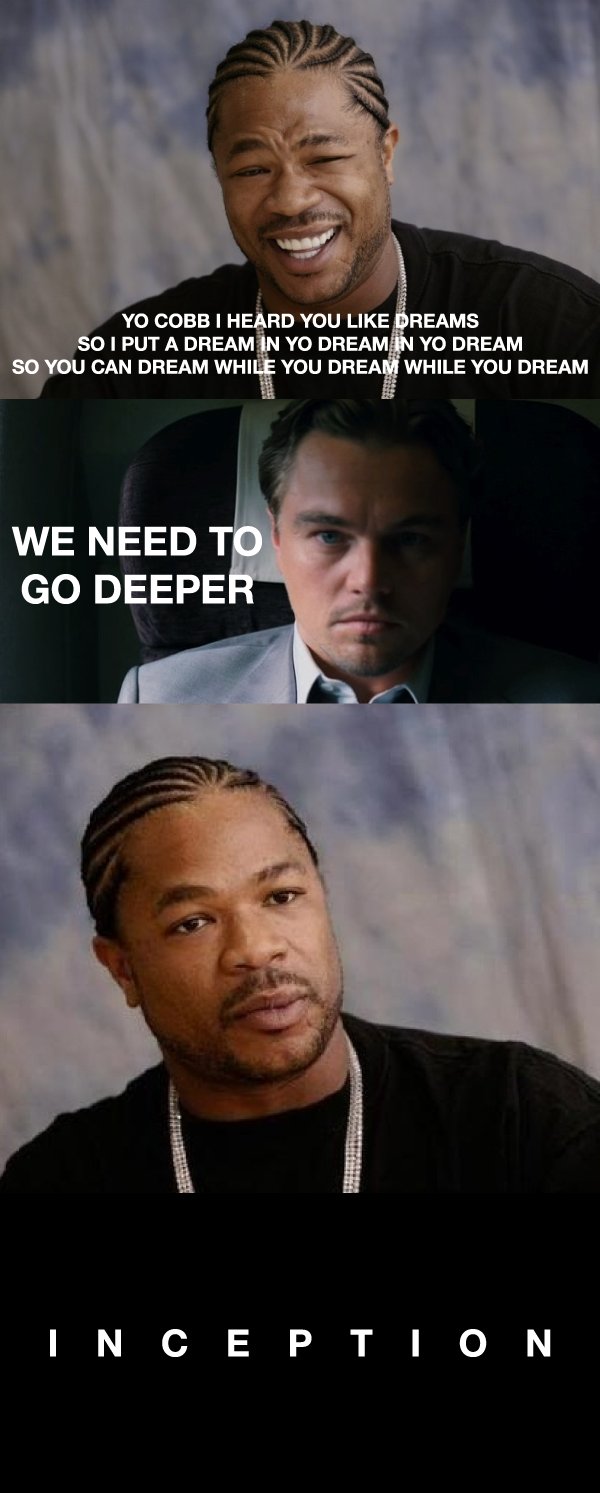 YO COBB I HEARD YOU LIKE DREAMS
SO I PUT A DREAM IN YO DREAM IN YO DREAM
SO YOU CAN DREAM WHILE YOU DREAM WHILE YOU DREAM
WE NEED TO
GO DEEPER
I N C E P T I O N